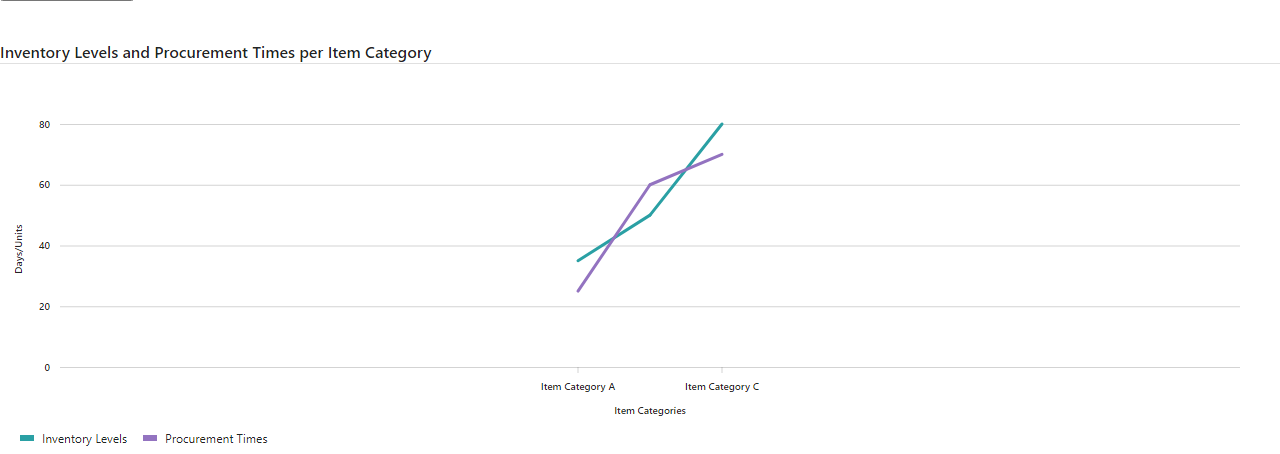 Inventory Levels and Procurement Times per Item Category
80
60
40
20
0
Days/Units
Item Category A Item Category C
Item Categories
Inventory Levels Procurement Times